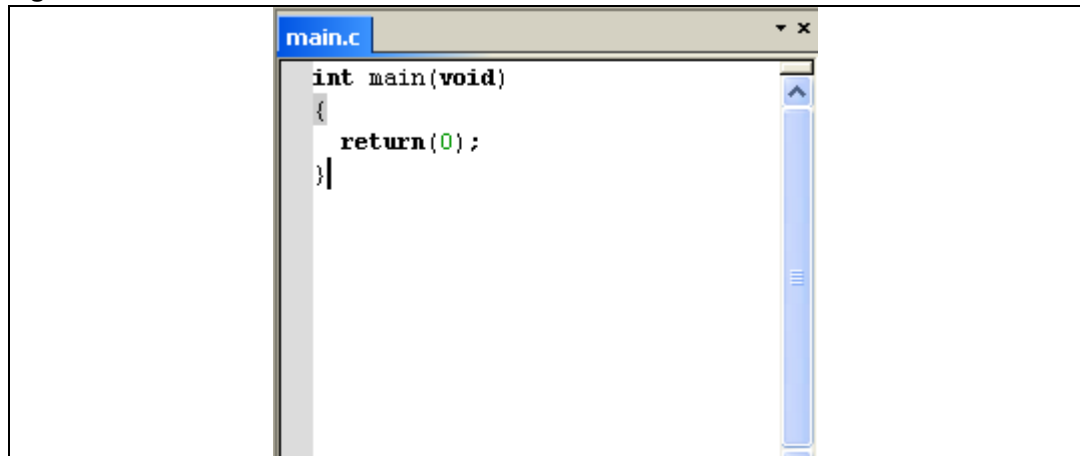 main.c
int main(void)
{
  return(0);
}